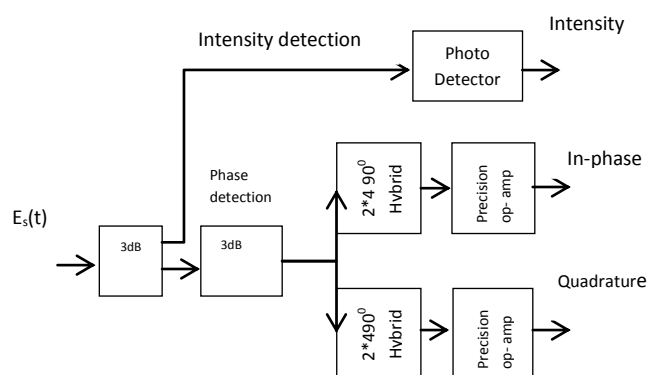 Intensity
Intensity detection
Photo
Detector
In-phase
Phase
detection
2*4 90⁰
Hybrid
Precision
op- amp
Eₛ(t)
3dB
3dB
Quadrature
2*490⁰
Hybrid
Precision
op- amp